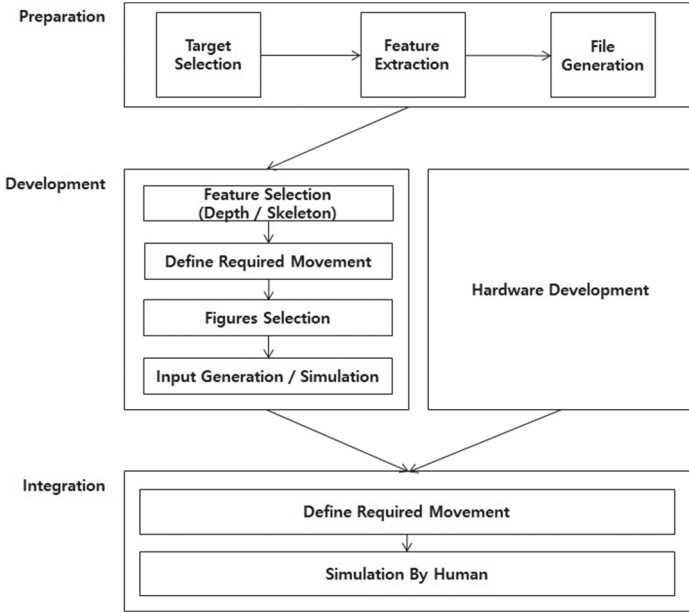 Preparation
Target
Selection
Feature
Extraction
File
Generation
Development
Feature Selection
(Depth / Skeleton)
Define Required Movement
Figures Selection
Input Generation / Simulation
Hardware Development
Integration
Define Required Movement
Simulation By Human